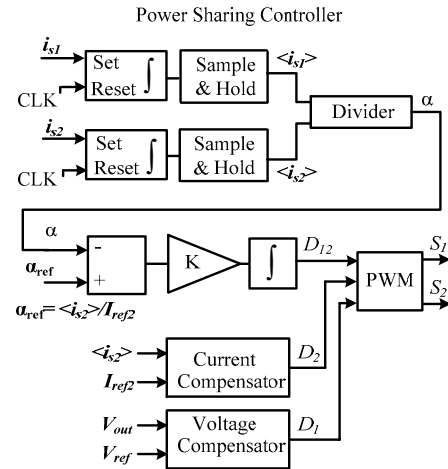 Power Sharing Controller
i_s1
Set
Reset
∫
Sample
& Hold
<i_s1>
CLK
Divider
α
i_s2
Set
Reset
∫
Sample
& Hold
<i_s2>
CLK
α
-
α_ref
+
K
∫
D_12
PWM
S_1
S_2
α_ref=<i_s2>/I_ref2
<i_s2>
I_ref2
Current
Compensator
D_2
V_out
V_ref
Voltage
Compensator
D_1